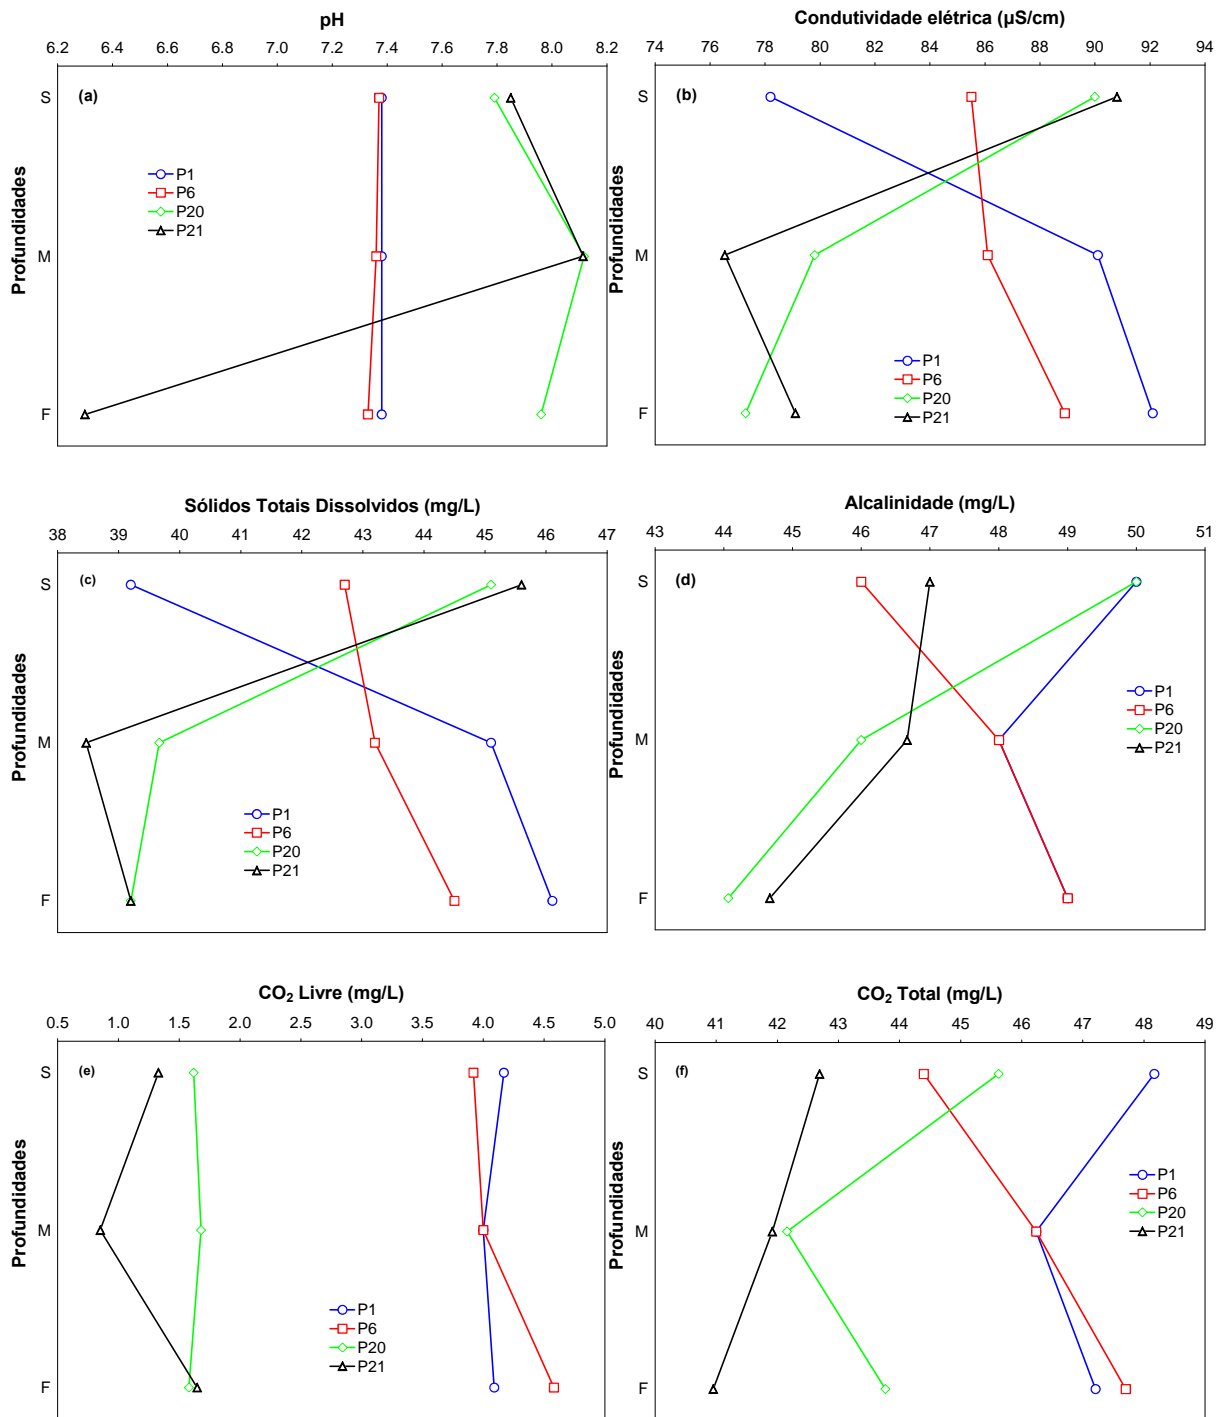 pH
6.2 6.4 6.6 6.8 7.0 7.2 7.4 7.6 7.8 8.0 8.2
(a)
Profundidades
S
M
F
P1
P6
P20
P21
Condutividade elétrica (µS/cm)
74 76 78 80 82 84 86 88 90 92 94
(b)
Profundidades
S
M
F
P1
P6
P20
P21
Sólidos Totais Dissolvidos (mg/L)
38 39 40 41 42 43 44 45 46 47
(c)
Profundidades
S
M
F
P1
P6
P20
P21
Alcalinidade (mg/L)
43 44 45 46 47 48 49 50 51
(d)
Profundidades
S
M
F
P1
P6
P20
P21
CO₂ Livre (mg/L)
0.5 1.0 1.5 2.0 2.5 3.0 3.5 4.0 4.5 5.0
(e)
Profundidades
S
M
F
P1
P6
P20
P21
CO₂ Total (mg/L)
40 41 42 43 44 45 46 47 48 49
(f)
Profundidades
S
M
F
P1
P6
P20
P21